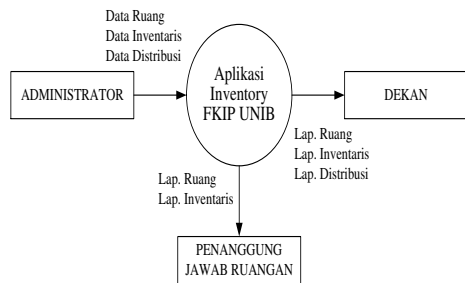 Data Ruang
Data Inventaris
Data Distribusi
ADMINISTRATOR
Aplikasi
Inventory
FKIP UNIB
DEKAN
Lap. Ruang
Lap. Inventaris
Lap. Distribusi
Lap. Ruang
Lap. Inventaris
PENANGGUNG
JAWAB RUANGAN